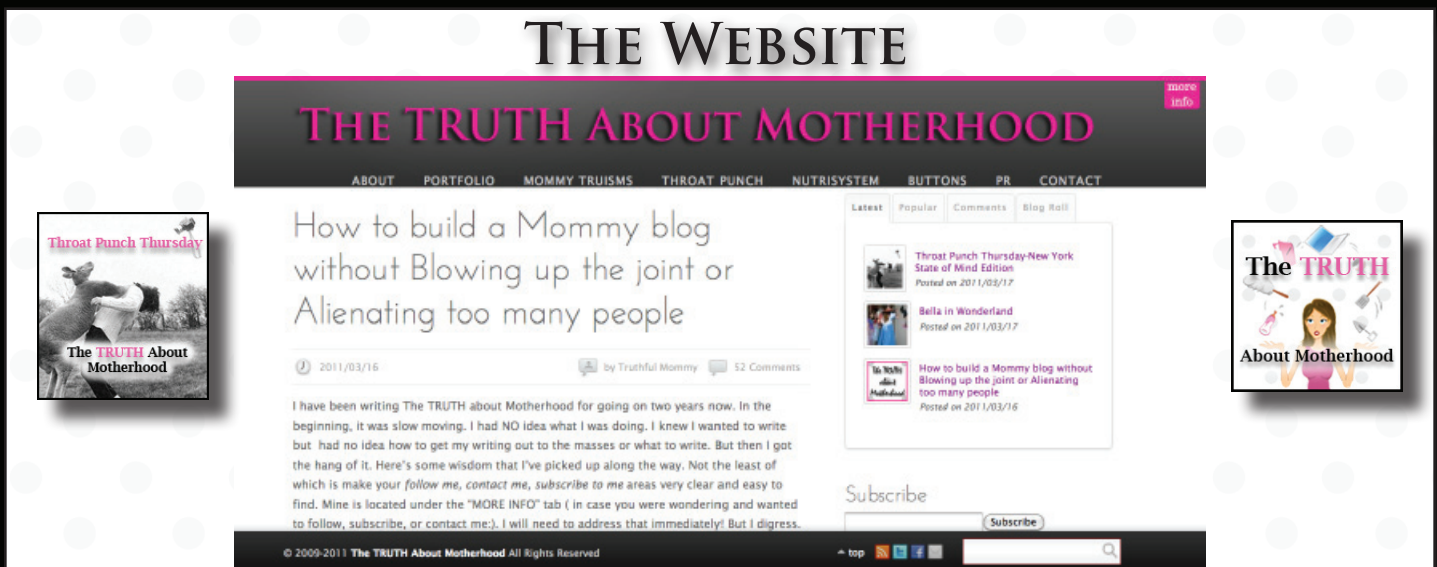 THE WEBSITE
more
info
THE TRUTH ABOUT MOTHERHOOD
ABOUT PORTFOLIO MOMMY TRUISMS THROAT PUNCH NUTRISYSTEM BUTTONS PR CONTACT
Throat Punch Thursday
The TRUTH About
Motherhood
How to build a Mommy blog
without Blowing up the joint or
Alienating too many people
2011/03/16 by Truthful Mommy 52 Comments
I have been writing The TRUTH about Motherhood for going on two years now. In the
beginning, it was slow moving. I had NO idea what I was doing. I knew I wanted to write
but had no idea how to get my writing out to the masses or what to write. But then I got
the hang of it. Here's some wisdom that I've picked up along the way. Not the least of
which is make your follow me, contact me, subscribe to me areas very clear and easy to
find. Mine is located under the "MORE INFO" tab ( in case you were wondering and wanted
to follow, subscribe, or contact me:). I will need to address that immediately! But I digress.
Latest Popular Comments Blog Roll
Throat Punch Thursday-New York
State of Mind Edition
Posted on 2011/03/17
Bella in Wonderland
Posted on 2011/03/17
The TRUTH
about
Motherhood
How to build a Mommy blog without
Blowing up the joint or Alienating
too many people
Posted on 2011/03/16
Subscribe
Subscribe
The TRUTH
About Motherhood
© 2009-2011 The TRUTH About Motherhood All Rights Reserved
top